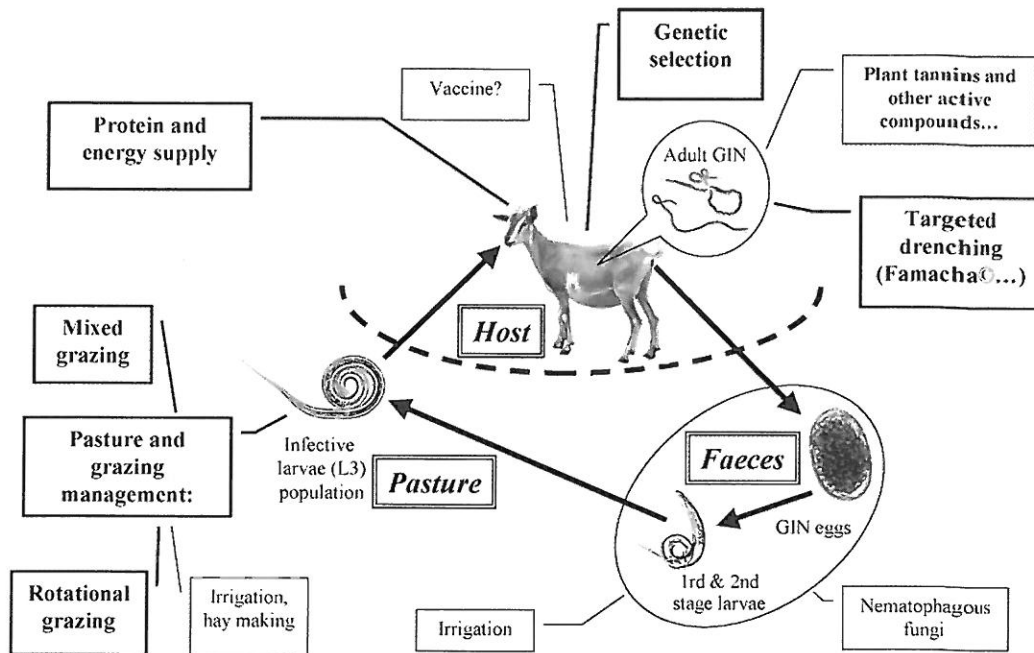 Genetic
selection
Vaccine?
Plant tannins and
other active
compounds...
Protein and
energy supply
Adult GIN
Targeted
drenching
(Famacha©...)
Host
Mixed
grazing
Pasture and
grazing
management:
Infective
larvae (L3)
population
Pasture
Faeces
GIN eggs
1rd & 2nd
stage larvae
Rotational
grazing
Irrigation,
hay making
Irrigation
Nematophagous
fungi